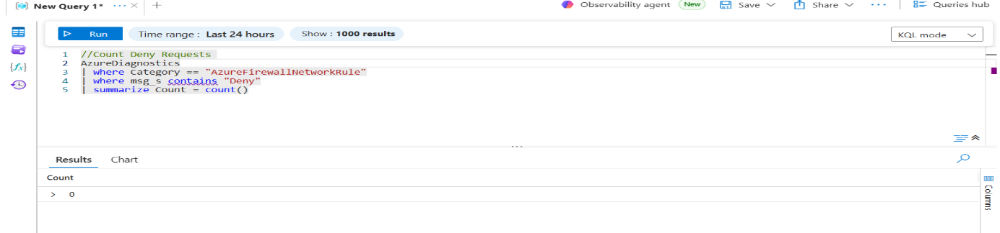 New Query 1* ··· × +
Observability agent New Save Share ··· Queries hub
Run Time range : Last 24 hours Show : 1000 results KQL mode
1 //Count Deny Requests
2 AzureDiagnostics
3 | where Category == "AzureFirewallNetworkRule"
4 | where msg_s contains "Deny"
5 | summarize Count = count()
Results Chart
Count
> 0
Columns